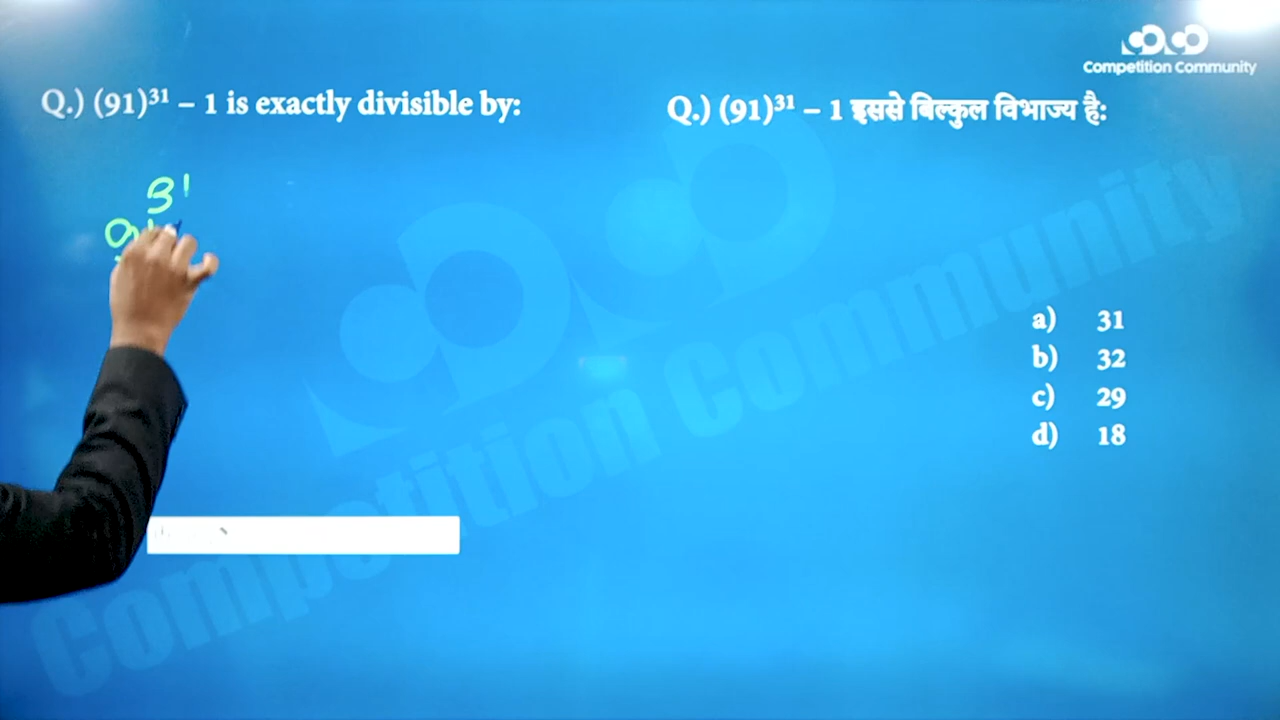 Competition Community
Q.) (91)³¹ – 1 is exactly divisible by:
Q.) (91)³¹ – 1 इससे बिल्कुल विभाज्य है:
31
a) 31
b) 32
c) 29
d) 18
Competition Community